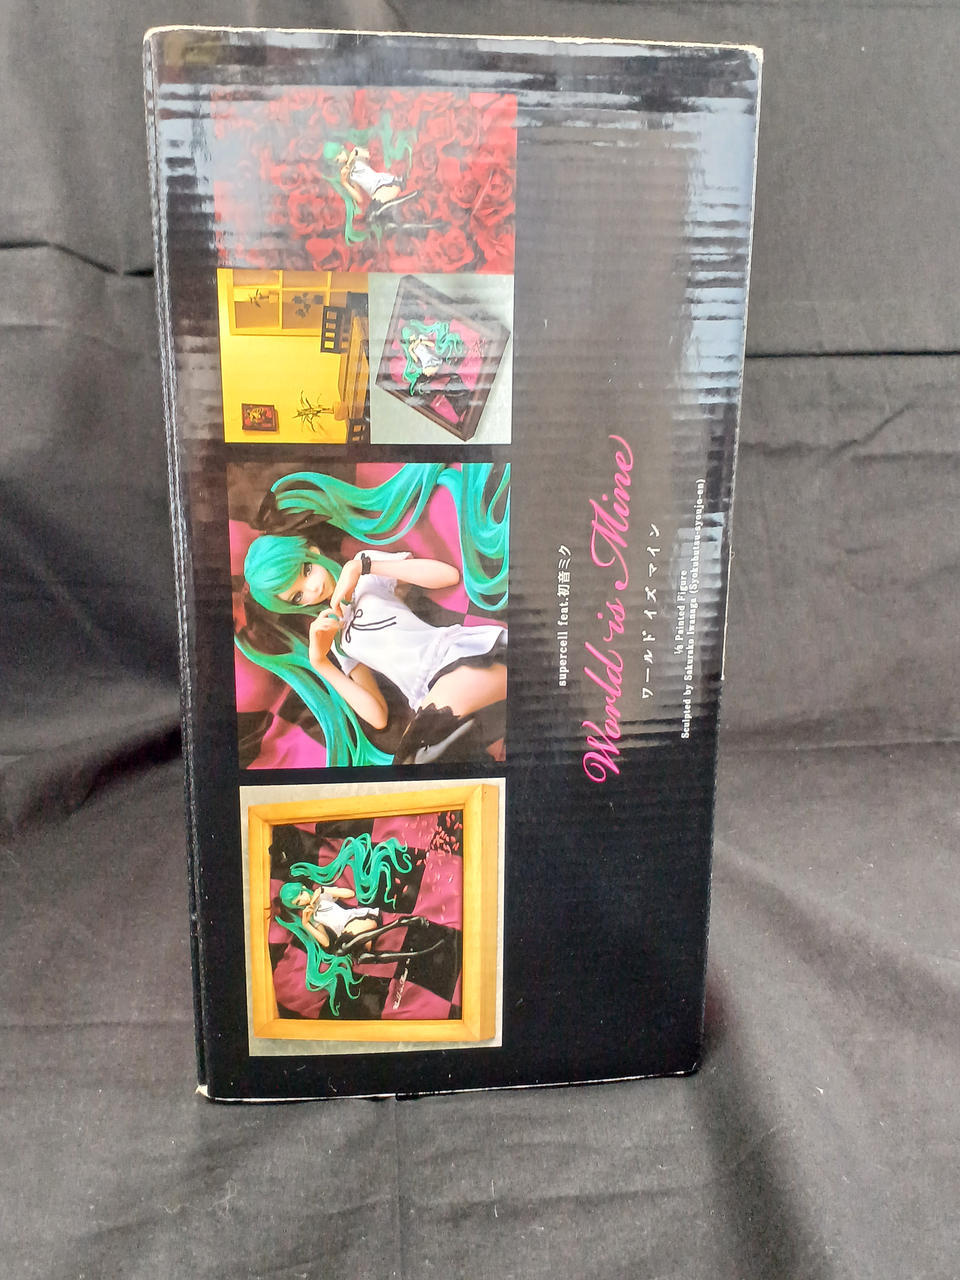 supercell feat.初音ミク
World is Mine
ワールド イズ マイン
1/8 Painted Figure
Sculpted by Sakurako Iwanaga (Syokubutsu-syoujo-en)